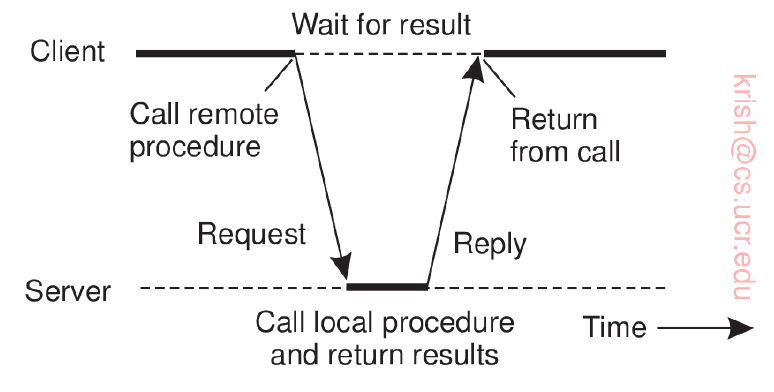 Wait for result
Client
Call remote
procedure
Return
from call
Request
Reply
Server
Call local procedure
and return results
Time
krish@cs.ucr.edu